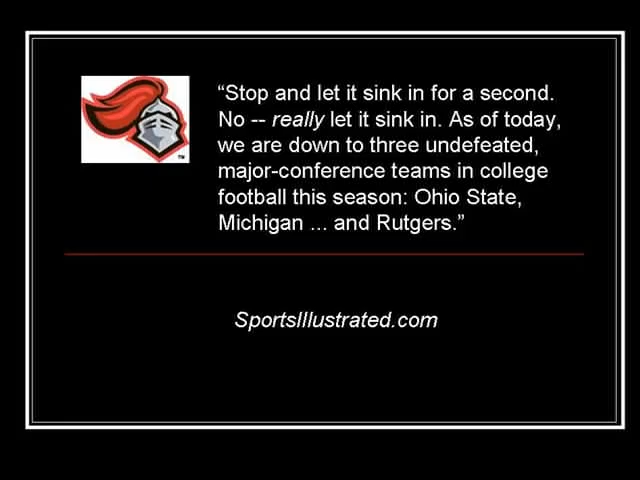 “Stop and let it sink in for a second.
No -- really let it sink in. As of today,
we are down to three undefeated,
major-conference teams in college
football this season: Ohio State,
Michigan ... and Rutgers.”
TM
SportsIllustrated.com